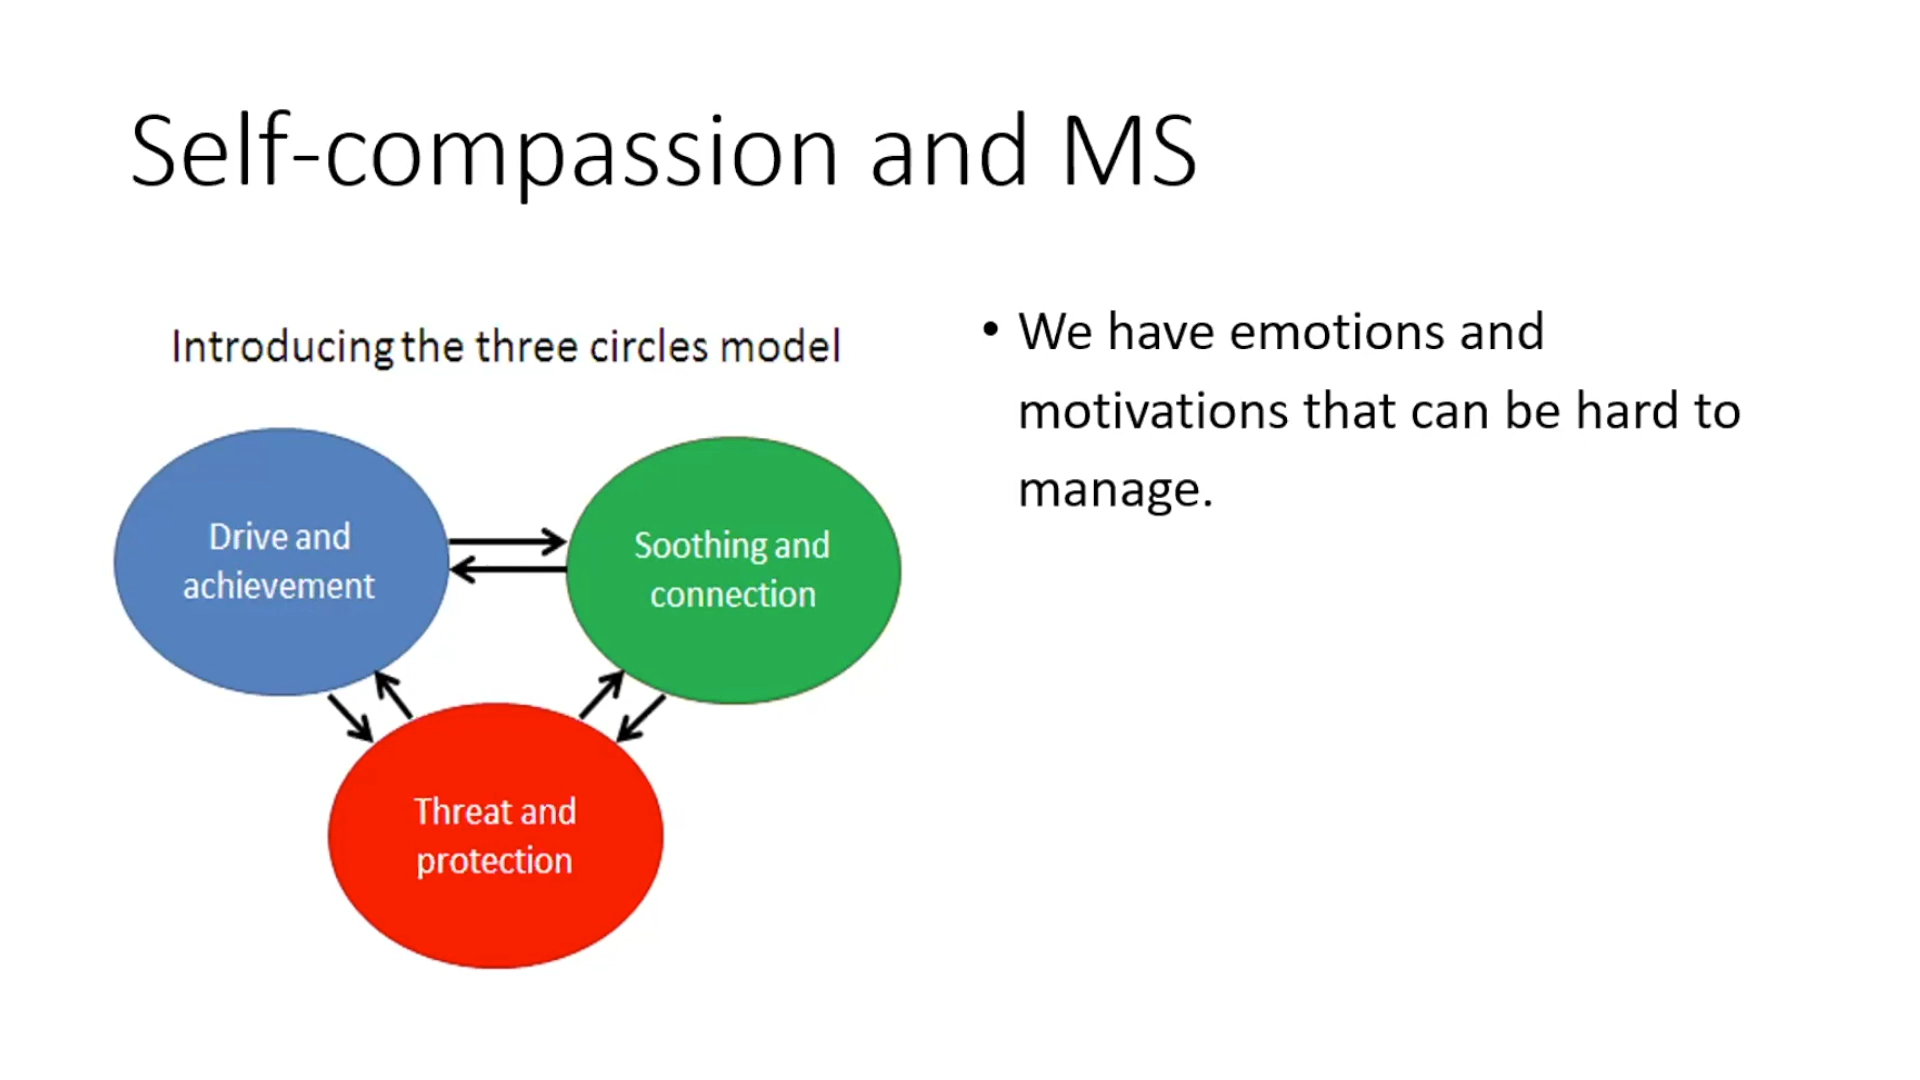 Self-compassion and MS
Introducing the three circles model
Drive and
achievement
Soothing and
connection
Threat and
protection
• We have emotions and
motivations that can be hard to
manage.